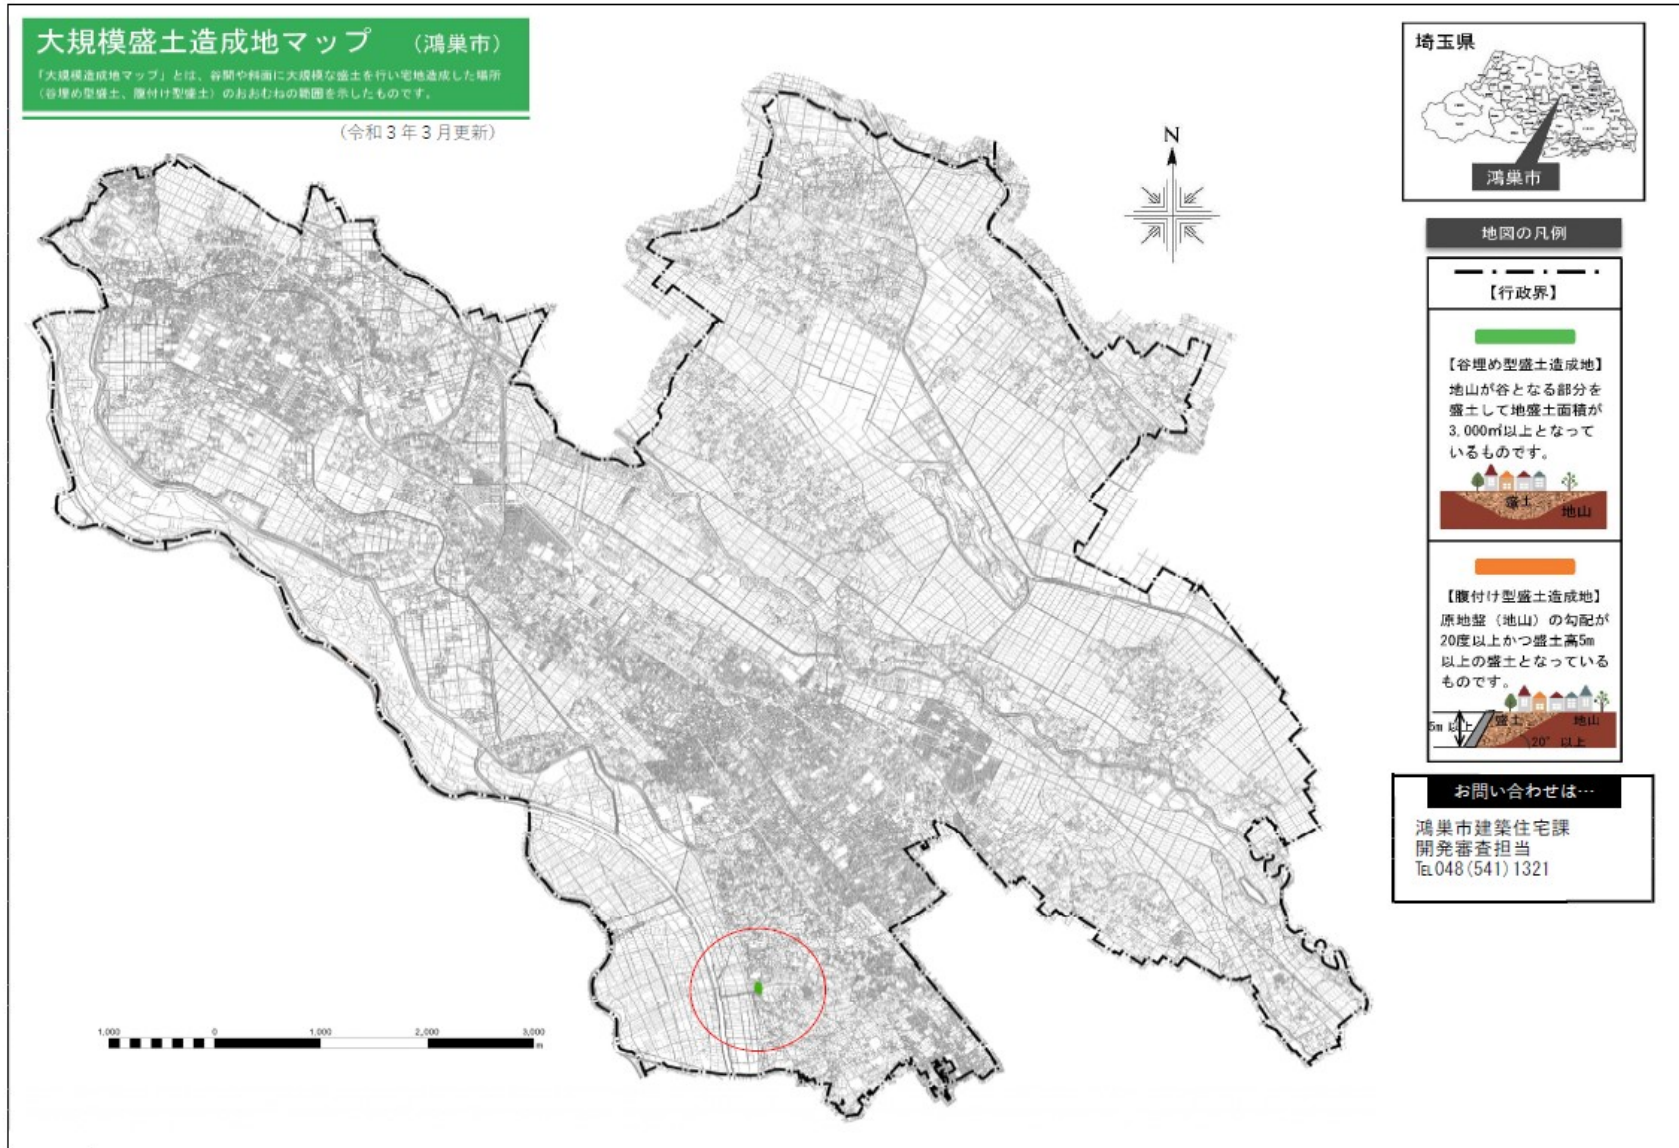 大規模盛土造成地マップ （鴻巣市）
「大規模造成地マップ」とは、谷間や斜面に大規模な盛土を行い宅地造成した場所
（谷埋め型盛土、腹付け型盛土）のおおむねの範囲を示したものです。
（令和３年３月更新）
N
埼玉県
鴻巣市
地図の凡例
【行政界】
【谷埋め型盛土造成地】
地山が谷となる部分を
盛土して地盛土面積が
3,000㎡以上となって
いるものです。
盛土
地山
【腹付け型盛土造成地】
原地盤（地山）の勾配が
20度以上かつ盛土高5m
以上の盛土となっている
ものです。
盛土
地山
5m 以上
20° 以上
お問い合わせは…
鴻巣市建築住宅課
開発審査担当
℡048(541)1321
1,000 0 1,000 2,000 3,000
m